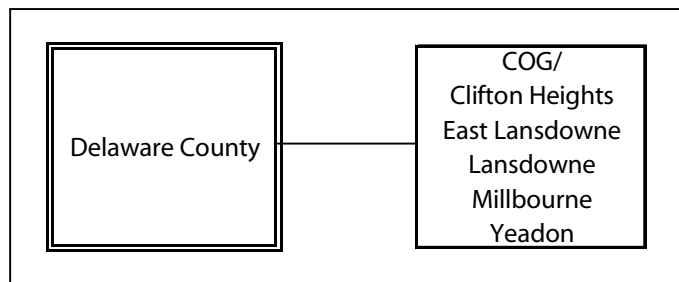 Delaware County
COG/
Clifton Heights
East Lansdowne
Lansdowne
Millbourne
Yeadon